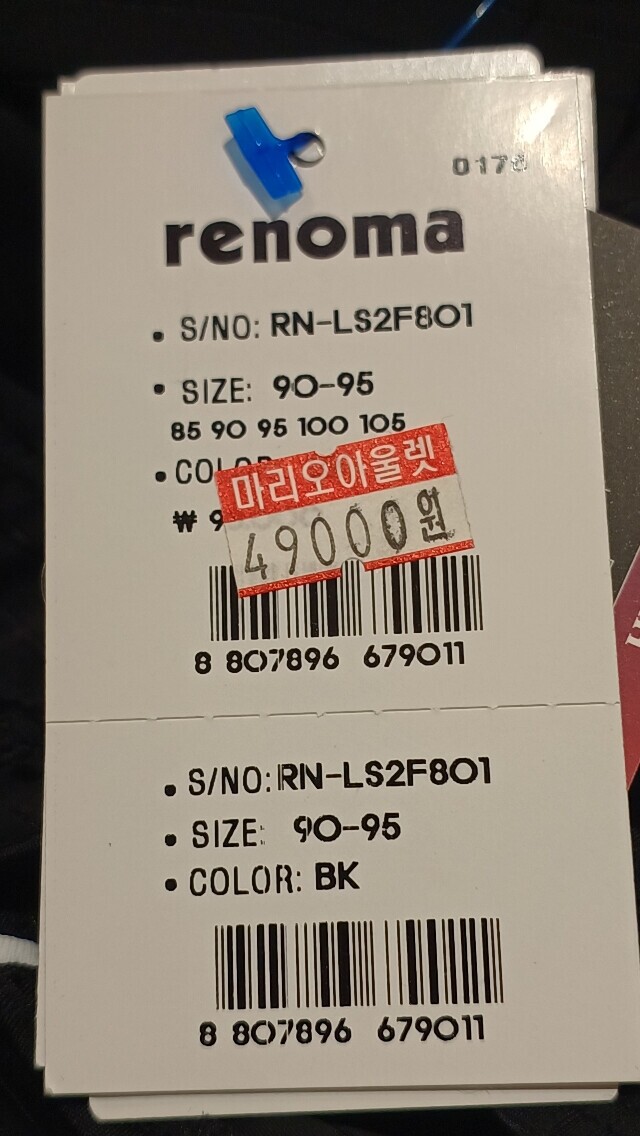 0178
renoma
• S/NO: RN-LS2F801
• SIZE: 90-95
85 90 95 100 105
• COLOR
마리오아울렛
₩ 9
49000원
8 807896 679011
• S/NO: RN-LS2F801
• SIZE: 90-95
• COLOR: BK
8 807896 679011